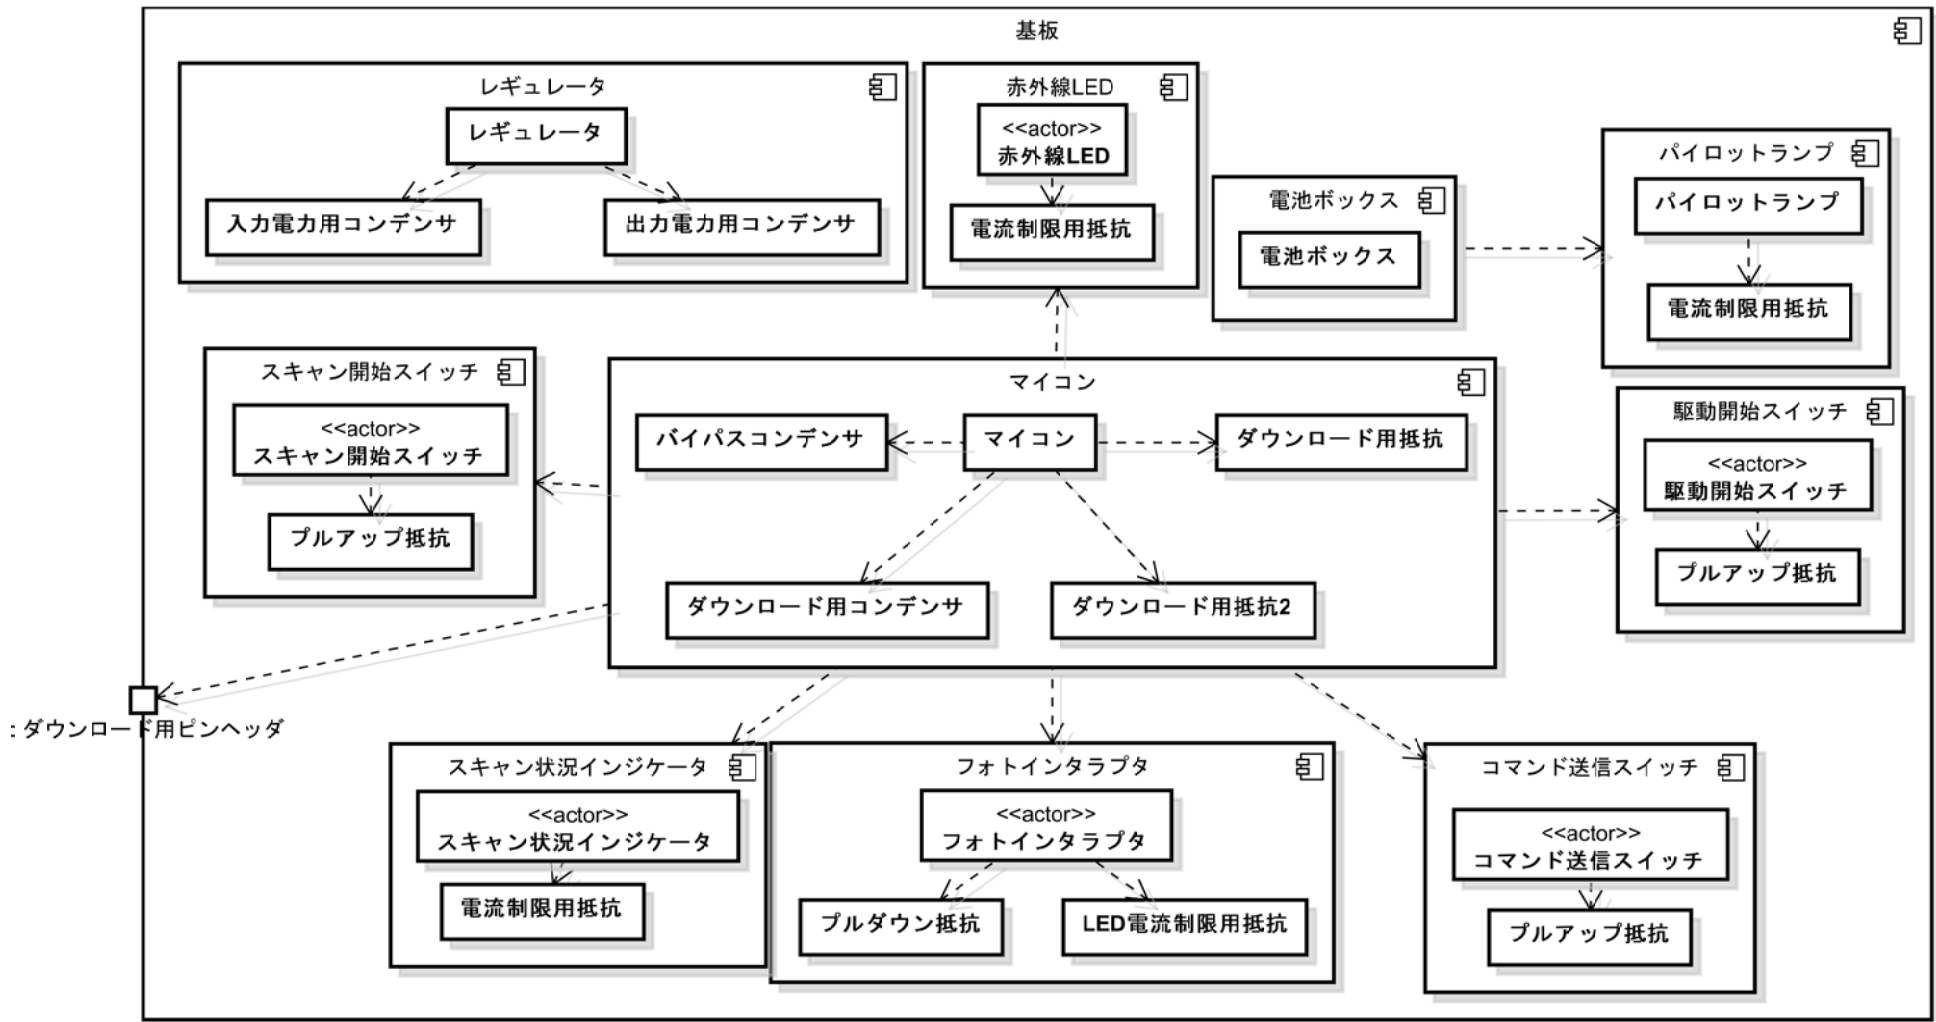 基板
レギュレータ
レギュレータ
入力電力用コンデンサ
出力電力用コンデンサ
赤外線LED
<<actor>>
赤外線LED
電流制限用抵抗
電池ボックス
電池ボックス
パイロットランプ
パイロットランプ
電流制限用抵抗
スキャン開始スイッチ
<<actor>>
スキャン開始スイッチ
プルアップ抵抗
マイコン
バイパスコンデンサ
マイコン
ダウンロード用抵抗
ダウンロード用コンデンサ
ダウンロード用抵抗2
駆動開始スイッチ
<<actor>>
駆動開始スイッチ
プルアップ抵抗
: ダウンロード用ピンヘッダ
スキャン状況インジケータ
<<actor>>
スキャン状況インジケータ
電流制限用抵抗
フォトインタラプタ
<<actor>>
フォトインタラプタ
プルダウン抵抗
LED電流制限用抵抗
コマンド送信スイッチ
<<actor>>
コマンド送信スイッチ
プルアップ抵抗